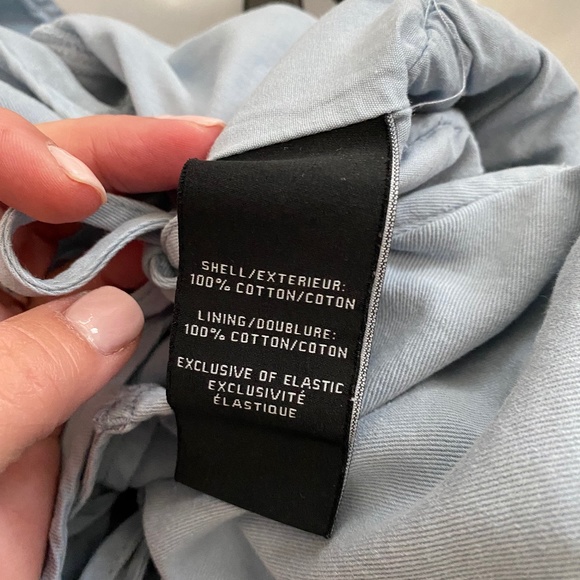 SHELL/EXTERIEUR:
100% COTTON/COTON
LINING/DOUBLURE:
100% COTTON/COTON
EXCLUSIVE OF ELASTIC
EXCLUSIVITÉ
ÉLASTIQUE